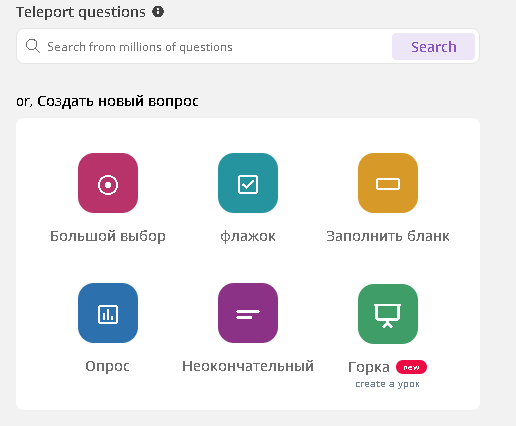 Teleport questions
Search from millions of questions
Search
or, Создать новый вопрос
Большой выбор
флажок
Заполнить бланк
Опрос
Неокончательный
Горка new
create a урок